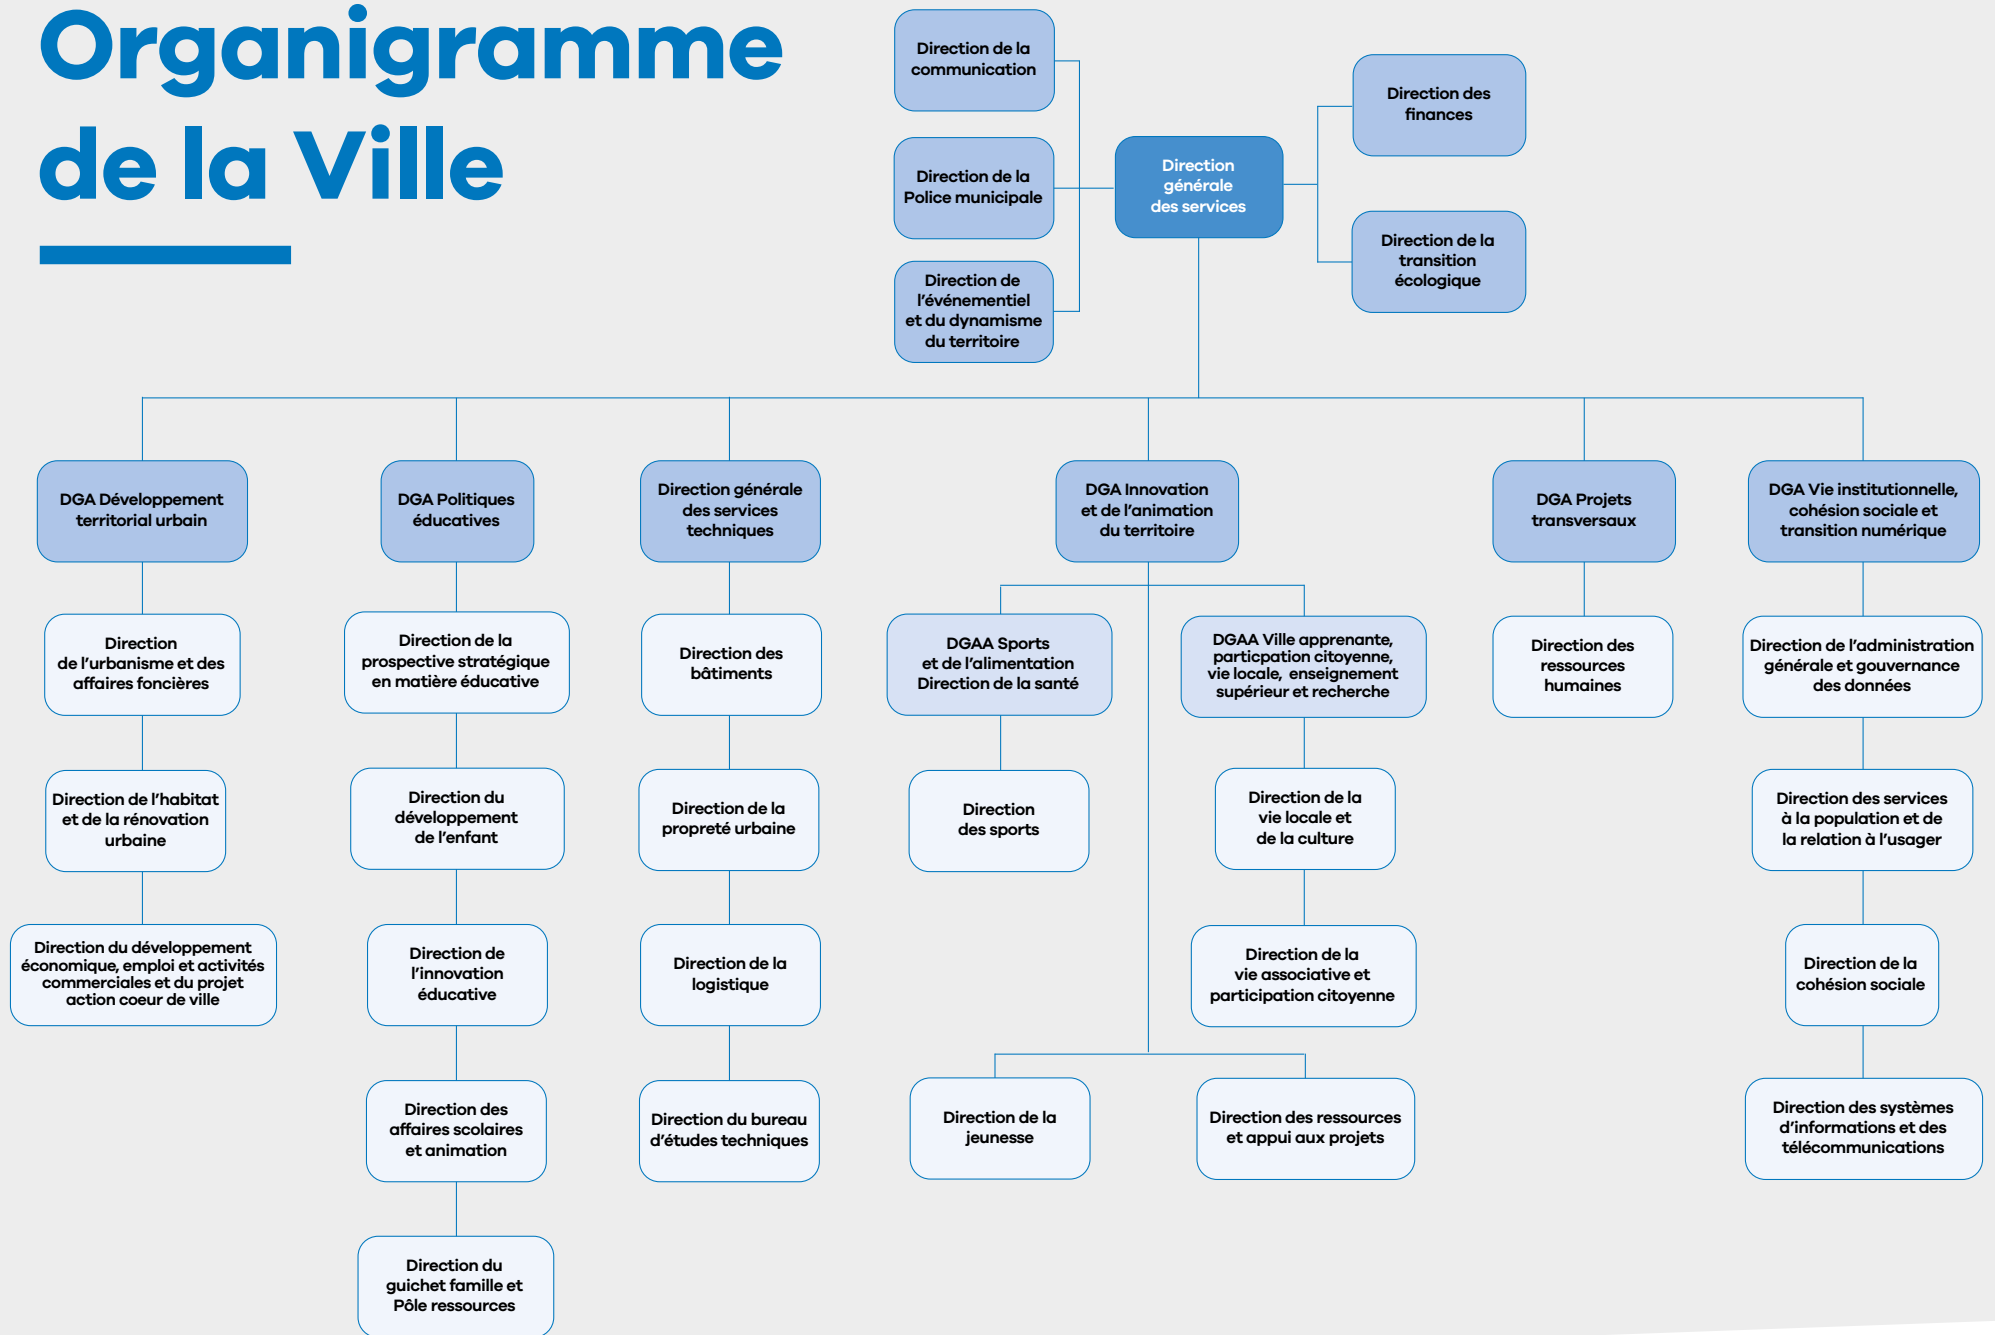 Organigramme
de la Ville
Direction de la
communication
Direction de la
Police municipale
Direction de
l'événementiel
et du dynamisme
du territoire
Direction
générale
des services
Direction des
finances
Direction de la
transition
écologique
DGA Développement
territorial urbain
Direction
de l'urbanisme et des
affaires foncières
Direction de l'habitat
et de la rénovation
urbaine
Direction du développement
économique, emploi et activités
commerciales et du projet
action coeur de ville
DGA Politiques
éducatives
Direction de la
prospective stratégique
en matière éducative
Direction du
développement
de l'enfant
Direction de
l'innovation
éducative
Direction des
affaires scolaires
et animation
Direction du
guichet famille et
Pôle ressources
Direction générale
des services
techniques
Direction des
bâtiments
Direction de la
propreté urbaine
Direction de la
logistique
Direction du bureau
d'études techniques
DGA Innovation
et de l'animation
du territoire
DGAA Sports
et de l'alimentation
Direction de la santé
Direction
des sports
DGAA Ville apprenante,
particpation citoyenne,
vie locale, enseignement
supérieur et recherche
Direction de la
vie locale et
de la culture
Direction de la
vie associative et
participation citoyenne
Direction de la
jeunesse
Direction des ressources
et appui aux projets
DGA Projets
transversaux
Direction des
ressources
humaines
DGA Vie institutionnelle,
cohésion sociale et
transition numérique
Direction de l'administration
générale et gouvernance
des données
Direction des services
à la population et de
la relation à l'usager
Direction de la
cohésion sociale
Direction des systèmes
d'informations et des
télécommunications